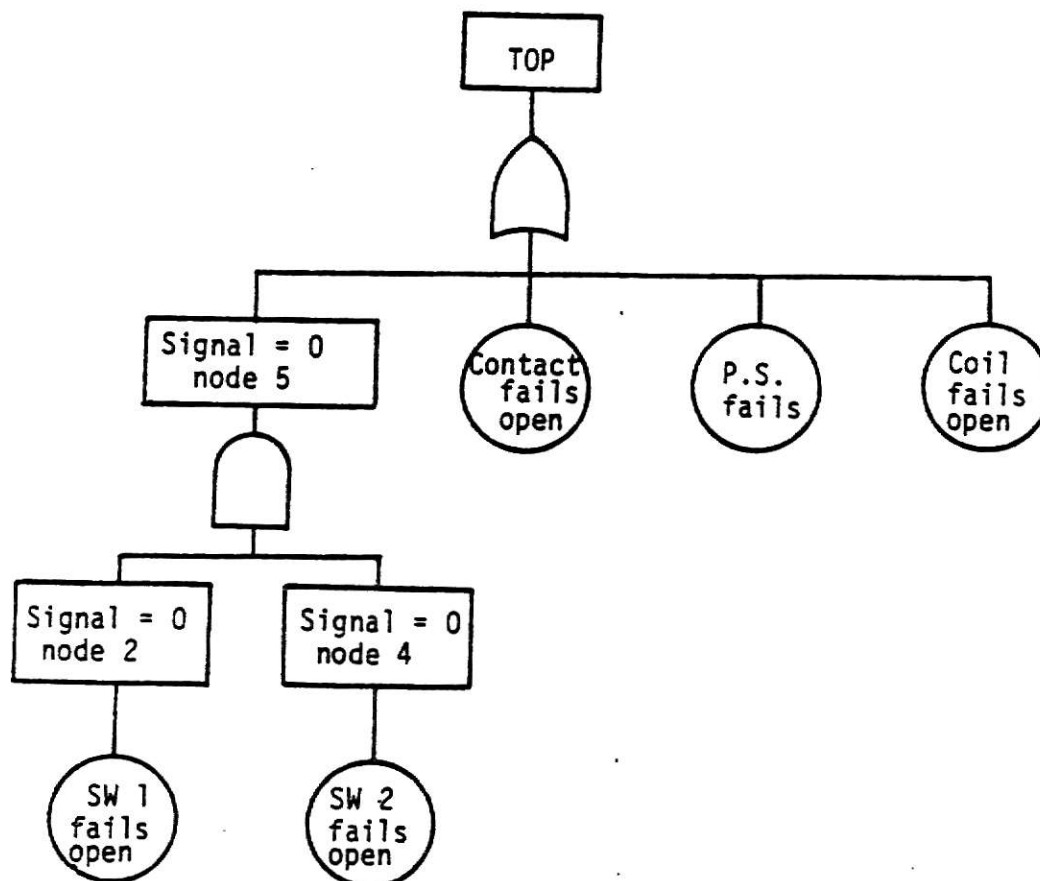 TOP
Signal = 0
node 5
Contact
fails
open
P.S.
fails
Coil
fails
open
Signal = 0
node 2
Signal = 0
node 4
SW 1
fails
open
SW 2
fails
open